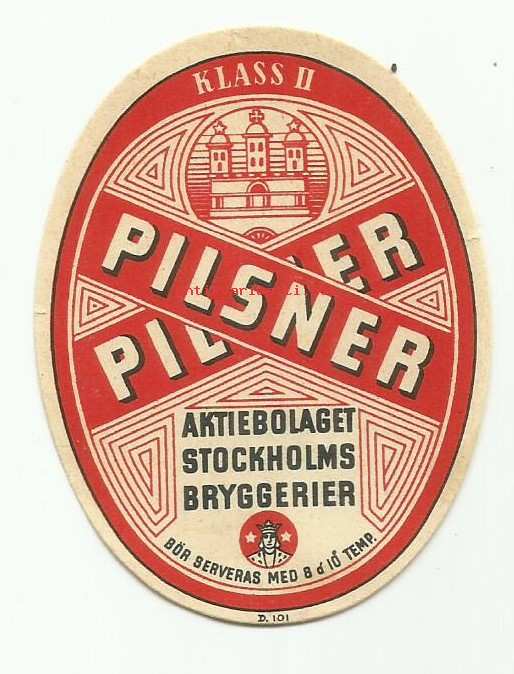 KLASS II
PILSNER
PILSNER
AKTIEBOLAGET
STOCKHOLMS
BRYGGERIER
BÖR SERVERAS MED 8 à 10° TEMP.
D. 101